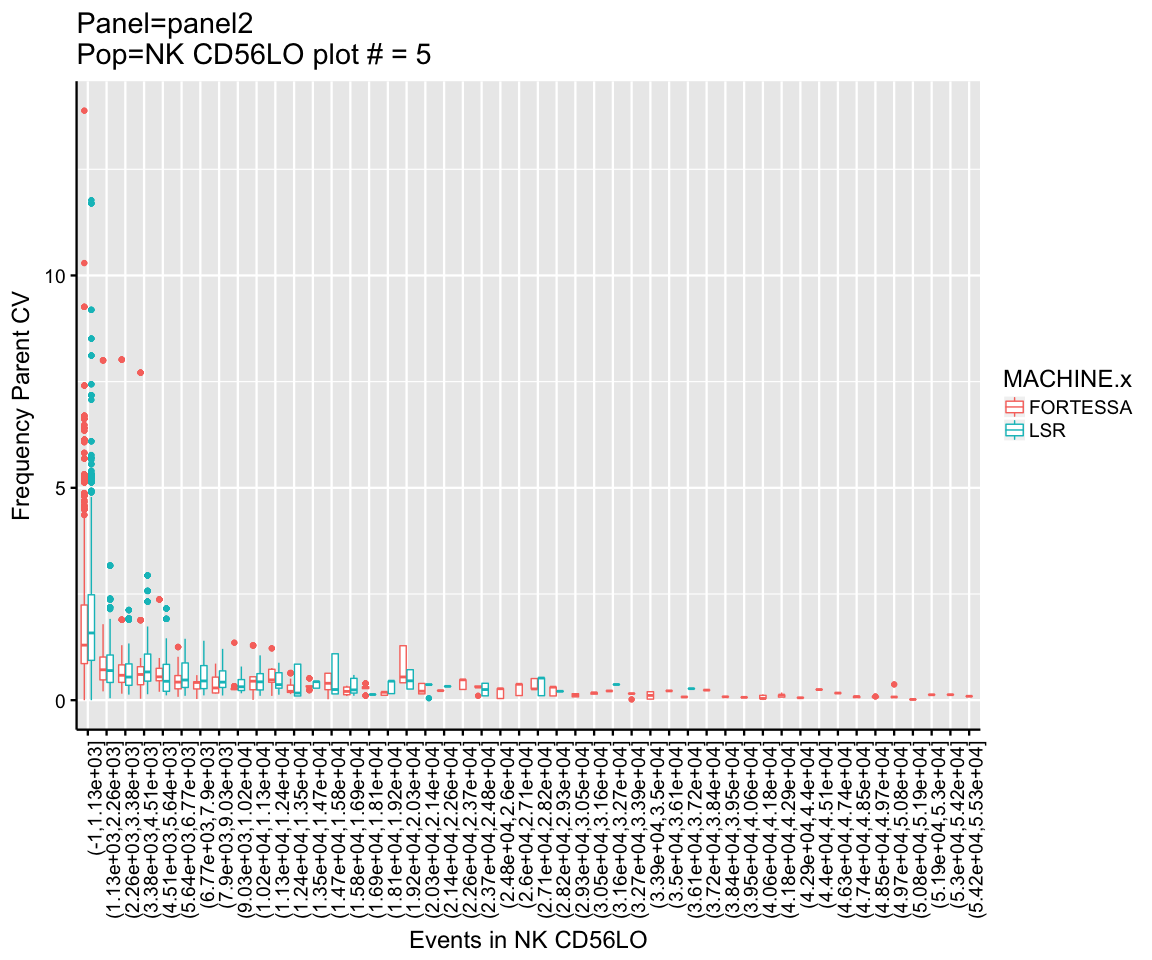 Panel=panel2
Pop=NK CD56LO plot # = 5
Frequency Parent CV
10
5
0
MACHINE.x
FORTESSA
LSR
(-1,1.13e+03]
(1.13e+03,2.26e+03]
(2.26e+03,3.38e+03]
(3.38e+03,4.51e+03]
(4.51e+03,5.64e+03]
(5.64e+03,6.77e+03]
(6.77e+03,7.9e+03]
(7.9e+03,9.03e+03]
(9.03e+03,1.02e+04]
(1.02e+04,1.13e+04]
(1.13e+04,1.24e+04]
(1.24e+04,1.35e+04]
(1.35e+04,1.47e+04]
(1.47e+04,1.58e+04]
(1.58e+04,1.69e+04]
(1.69e+04,1.81e+04]
(1.81e+04,1.92e+04]
(1.92e+04,2.03e+04]
(2.03e+04,2.14e+04]
(2.14e+04,2.26e+04]
(2.26e+04,2.37e+04]
(2.37e+04,2.48e+04]
(2.48e+04,2.6e+04]
(2.6e+04,2.71e+04]
(2.71e+04,2.82e+04]
(2.82e+04,2.93e+04]
(2.93e+04,3.05e+04]
(3.05e+04,3.16e+04]
(3.16e+04,3.27e+04]
(3.27e+04,3.39e+04]
(3.39e+04,3.5e+04]
(3.5e+04,3.61e+04]
(3.61e+04,3.72e+04]
(3.72e+04,3.84e+04]
(3.84e+04,3.95e+04]
(3.95e+04,4.06e+04]
(4.06e+04,4.18e+04]
(4.18e+04,4.29e+04]
(4.29e+04,4.4e+04]
(4.4e+04,4.51e+04]
(4.63e+04,4.74e+04]
(4.74e+04,4.85e+04]
(4.85e+04,4.97e+04]
(4.97e+04,5.08e+04]
(5.08e+04,5.19e+04]
(5.19e+04,5.3e+04]
(5.3e+04,5.42e+04]
(5.42e+04,5.53e+04]
Events in NK CD56LO